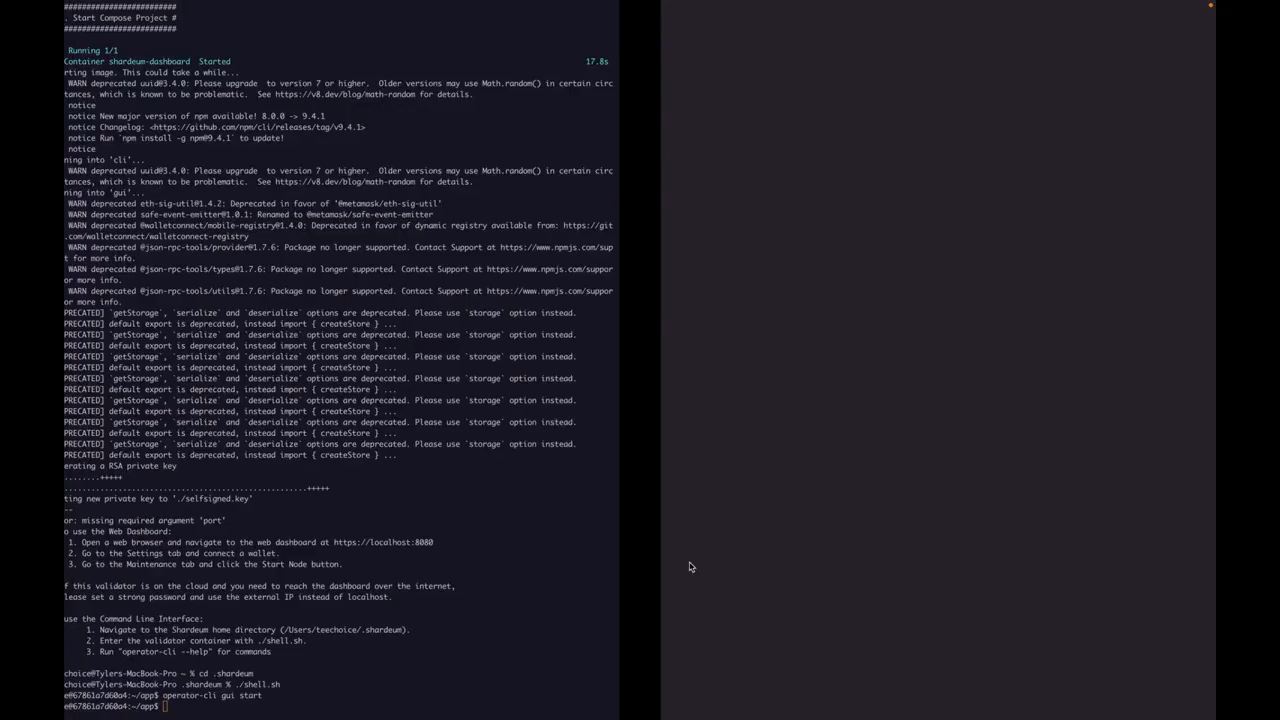 #########################
. Start Compose Project #
#########################
Running 1/1
Container shardeum-dashboard  Started 17.8s
rting image. This could take a while...
WARN deprecated uuid@3.4.0: Please upgrade  to version 7 or higher.  Older versions may use Math.random() in certain circ
tances, which is known to be problematic.  See https://v8.dev/blog/math-random for details.
notice
notice New major version of npm available! 8.0.0 -> 9.4.1
notice Changelog: <https://github.com/npm/cli/releases/tag/v9.4.1>
notice Run `npm install -g npm@9.4.1` to update!
notice
ning into 'cli'...
WARN deprecated uuid@3.4.0: Please upgrade  to version 7 or higher.  Older versions may use Math.random() in certain circ
tances, which is known to be problematic.  See https://v8.dev/blog/math-random for details.
ning into 'gui'...
WARN deprecated eth-sig-util@1.4.2: Deprecated in favor of '@metamask/eth-sig-util'
WARN deprecated safe-event-emitter@1.0.1: Renamed to @metamask/safe-event-emitter
WARN deprecated @walletconnect/mobile-registry@1.4.0: Deprecated in favor of dynamic registry available from: https://git
.com/walletconnect/walletconnect-registry
WARN deprecated @json-rpc-tools/provider@1.7.6: Package no longer supported. Contact Support at https://www.npmjs.com/sup
t for more info.
WARN deprecated @json-rpc-tools/types@1.7.6: Package no longer supported. Contact Support at https://www.npmjs.com/suppor
or more info.
WARN deprecated @json-rpc-tools/utils@1.7.6: Package no longer supported. Contact Support at https://www.npmjs.com/suppor
or more info.
PRECATED] `getStorage`, `serialize` and `deserialize` options are deprecated. Please use `storage` option instead.
PRECATED] default export is deprecated, instead import { createStore } ...
PRECATED] `getStorage`, `serialize` and `deserialize` options are deprecated. Please use `storage` option instead.
PRECATED] default export is deprecated, instead import { createStore } ...
PRECATED] `getStorage`, `serialize` and `deserialize` options are deprecated. Please use `storage` option instead.
PRECATED] default export is deprecated, instead import { createStore } ...
PRECATED] `getStorage`, `serialize` and `deserialize` options are deprecated. Please use `storage` option instead.
PRECATED] default export is deprecated, instead import { createStore } ...
PRECATED] `getStorage`, `serialize` and `deserialize` options are deprecated. Please use `storage` option instead.
PRECATED] default export is deprecated, instead import { createStore } ...
PRECATED] `getStorage`, `serialize` and `deserialize` options are deprecated. Please use `storage` option instead.
PRECATED] default export is deprecated, instead import { createStore } ...
PRECATED] `getStorage`, `serialize` and `deserialize` options are deprecated. Please use `storage` option instead.
PRECATED] default export is deprecated, instead import { createStore } ...
erating a RSA private key
........+++++
......................................................+++++
ting new private key to './selfsigned.key'
--
or: missing required argument 'port'
o use the Web Dashboard:
1. Open a web browser and navigate to the web dashboard at https://localhost:8080
2. Go to the Settings tab and connect a wallet.
3. Go to the Maintenance tab and click the Start Node button.
f this validator is on the cloud and you need to reach the dashboard over the internet,
lease set a strong password and use the external IP instead of localhost.
use the Command Line Interface:
1. Navigate to the Shardeum home directory (/Users/teechoice/.shardeum).
2. Enter the validator container with ./shell.sh.
3. Run "operator-cli --help" for commands
choice@Tylers-MacBook-Pro ~ % cd .shardeum
choice@Tylers-MacBook-Pro .shardeum % ./shell.sh
e@67861a7d60a4:~/app$ operator-cli gui start
e@67861a7d60a4:~/app$